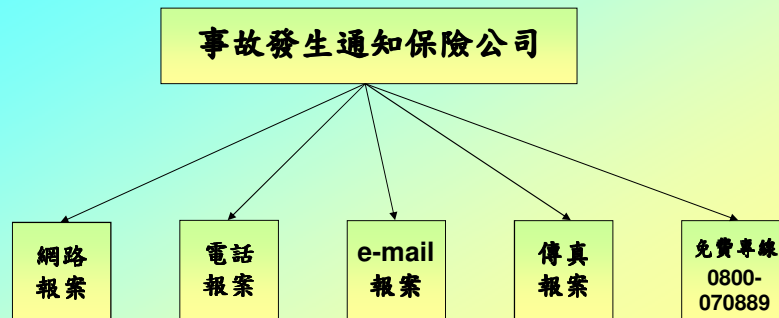 事故發生通知保險公司
網路
報案
電話
報案
e-mail
報案
傳真
報案
免費專線
0800-
070889